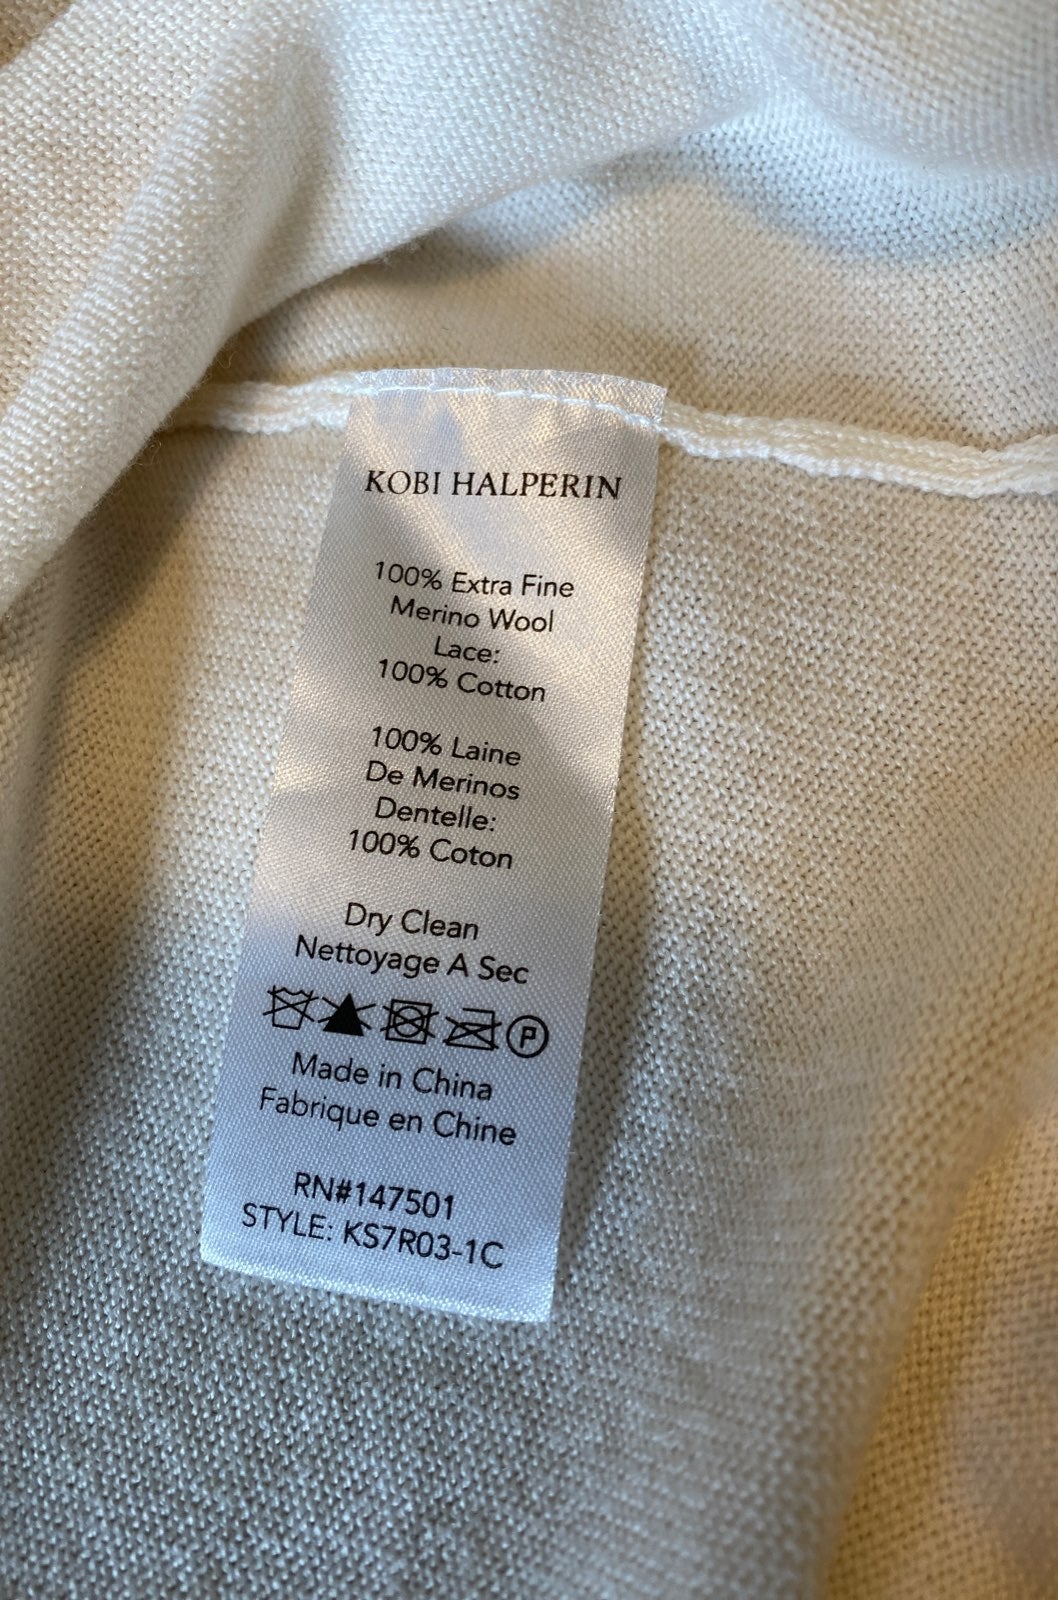 KOBI HALPERIN
100% Extra Fine
Merino Wool
Lace:
100% Cotton
100% Laine
De Merinos
Dentelle:
100% Coton
Dry Clean
Nettoyage A Sec
P
Made in China
Fabrique en Chine
RN#147501
STYLE: KS7R03-1C